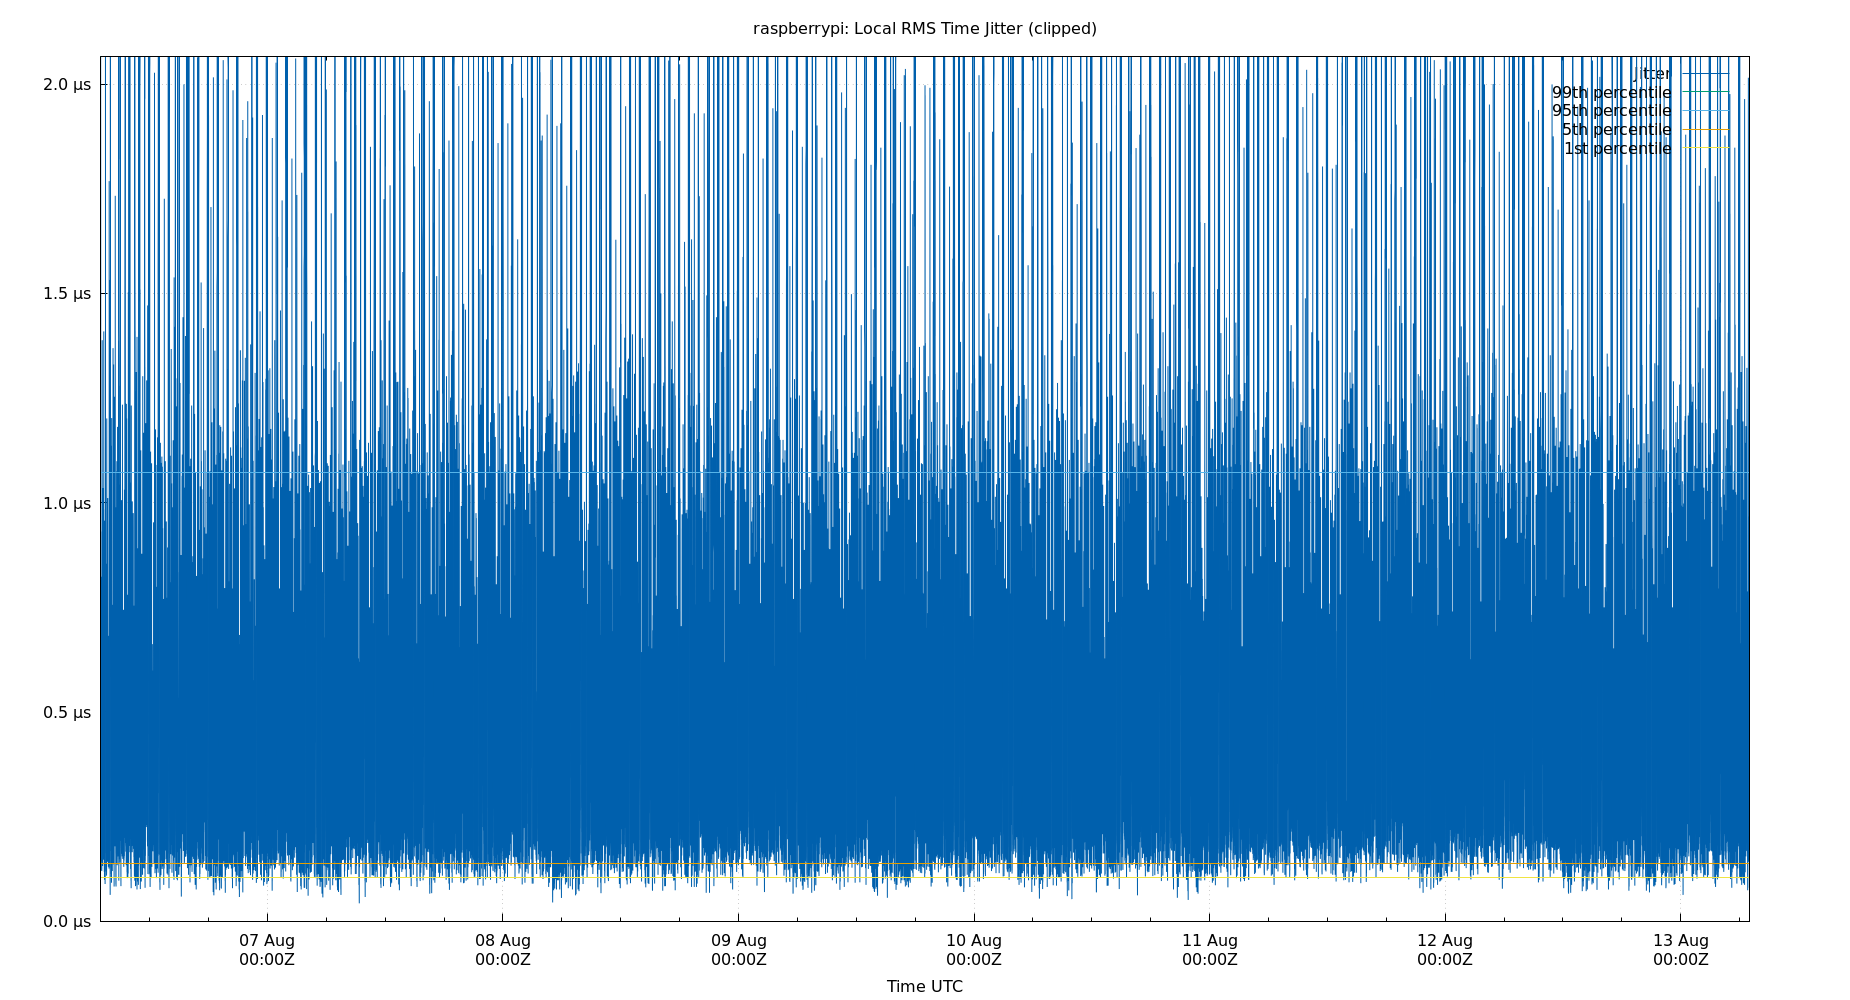 raspberrypi: Local RMS Time Jitter (clipped)
jitter
99th percentile
95th percentile
5th percentile
1st percentile
2.0 µs
1.5 µs
1.0 µs
0.5 µs
0.0 µs
07 Aug 08 Aug 09 Aug 10 Aug 11 Aug 12 Aug 13 Aug
00:00Z 00:00Z 00:00Z 00:00Z 00:00Z 00:00Z 00:00Z
Time UTC